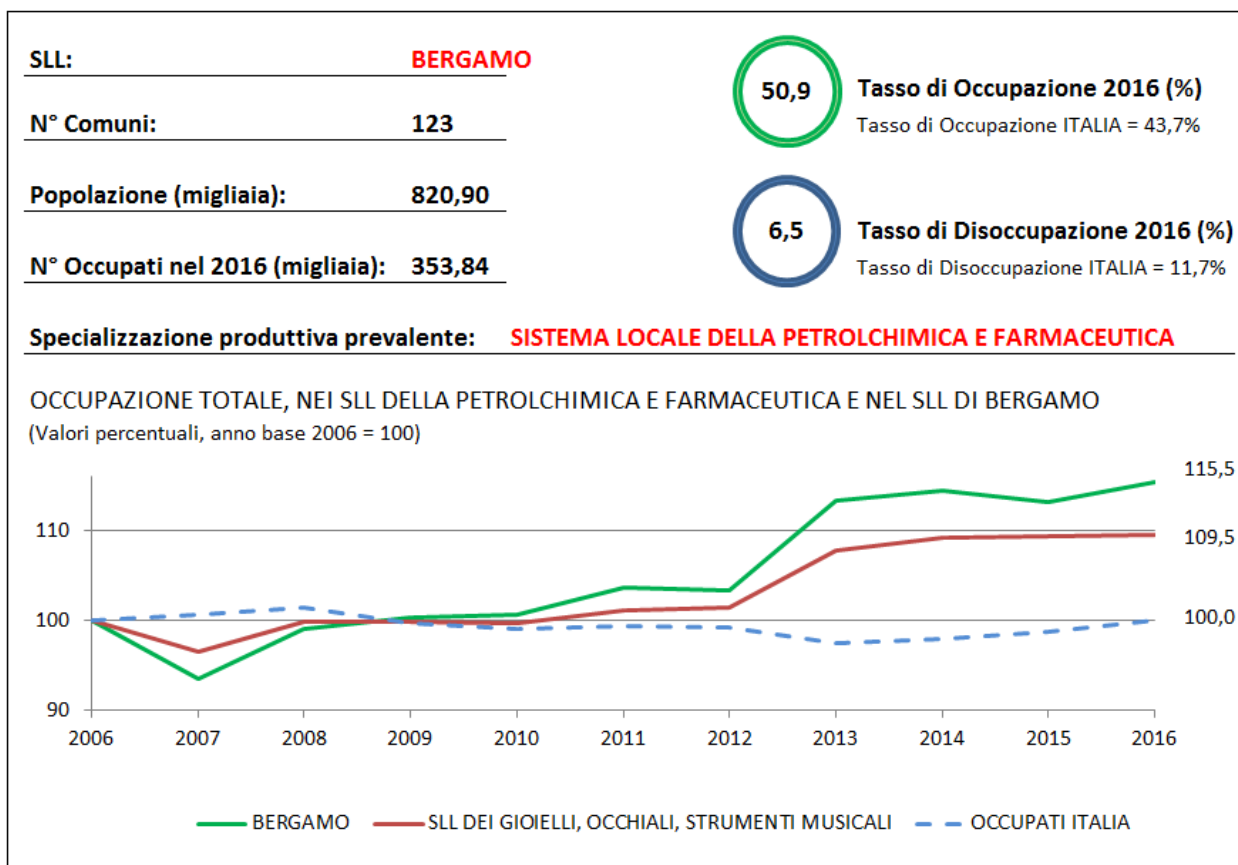 SLL: BERGAMO
N° Comuni: 123
Popolazione (migliaia): 820,90
N° Occupati nel 2016 (migliaia): 353,84
50,9 Tasso di Occupazione 2016 (%)
Tasso di Occupazione ITALIA = 43,7%
6,5 Tasso di Disoccupazione 2016 (%)
Tasso di Disoccupazione ITALIA = 11,7%
Specializzazione produttiva prevalente: SISTEMA LOCALE DELLA PETROLCHIMICA E FARMACEUTICA
OCCUPAZIONE TOTALE, NEI SLL DELLA PETROLCHIMICA E FARMACEUTICA E NEL SLL DI BERGAMO
(Valori percentuali, anno base 2006 = 100)
115,5
110
109,5
100
100,0
90
2006 2007 2008 2009 2010 2011 2012 2013 2014 2015 2016
BERGAMO SLL DEI GIOIELLI, OCCHIALI, STRUMENTI MUSICALI OCCUPATI ITALIA